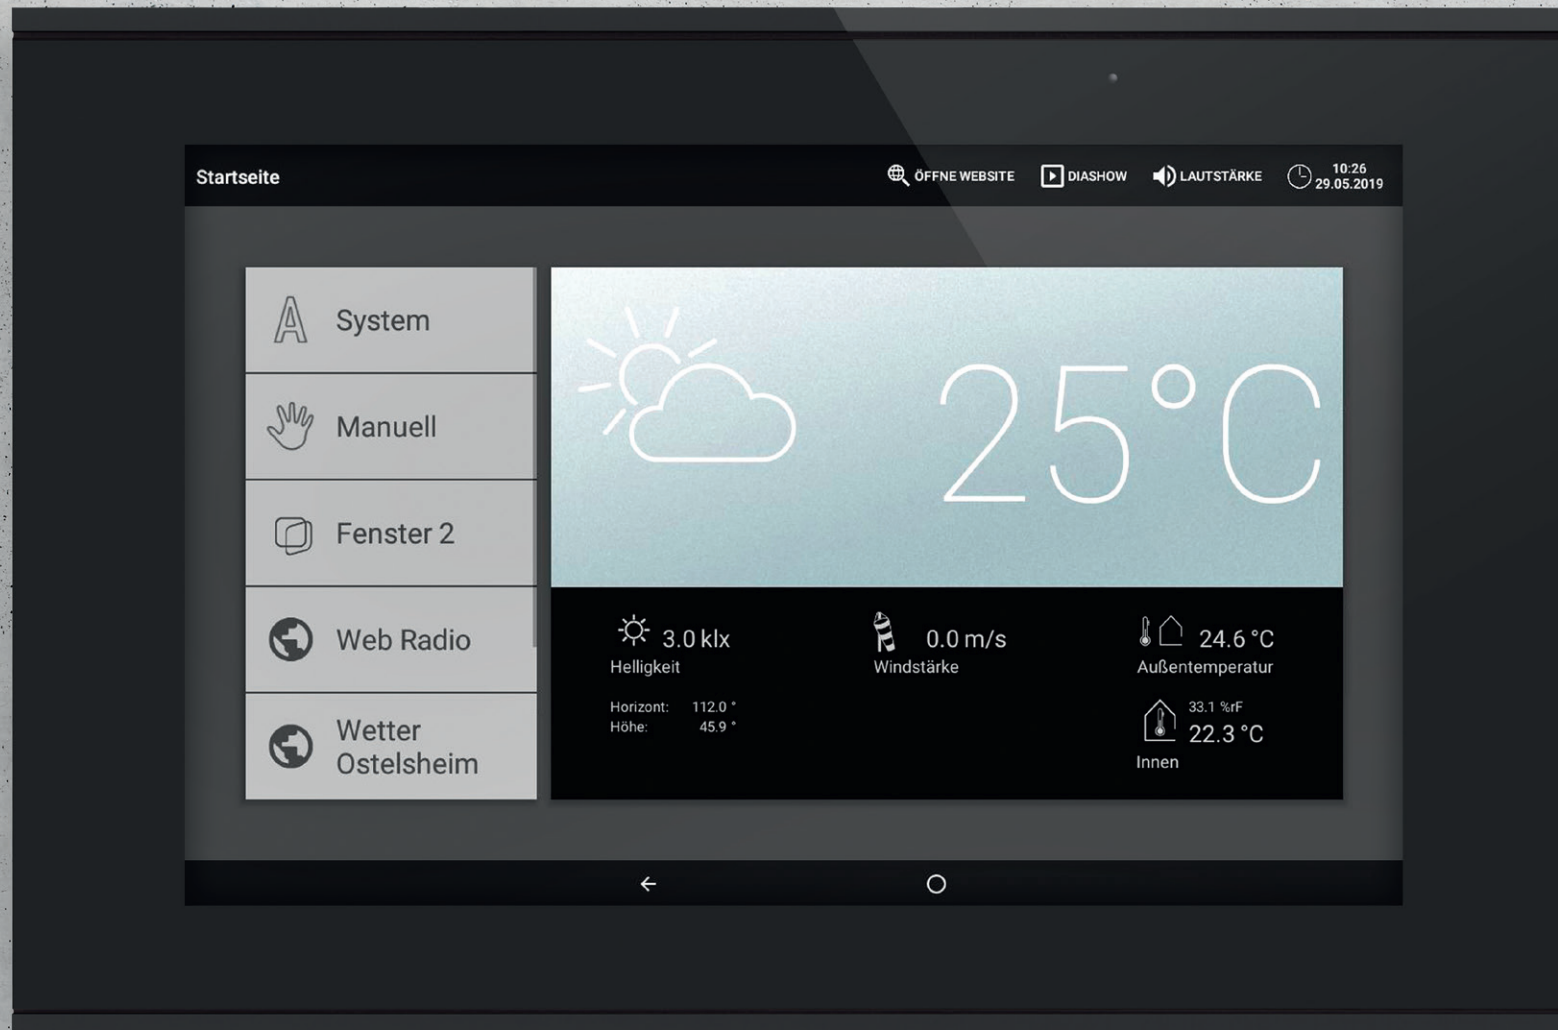 Startseite
ÖFFNE WEBSITE
DIASHOW
LAUTSTÄRKE
10:26
29.05.2019
System
Manuell
Fenster 2
Web Radio
Wetter
Ostelsheim
25°C
3.0 klx
Helligkeit
Horizont: 112.0 °
Höhe: 45.9 °
0.0 m/s
Windstärke
24.6 °C
Außentemperatur
33.1 %rF
22.3 °C
Innen